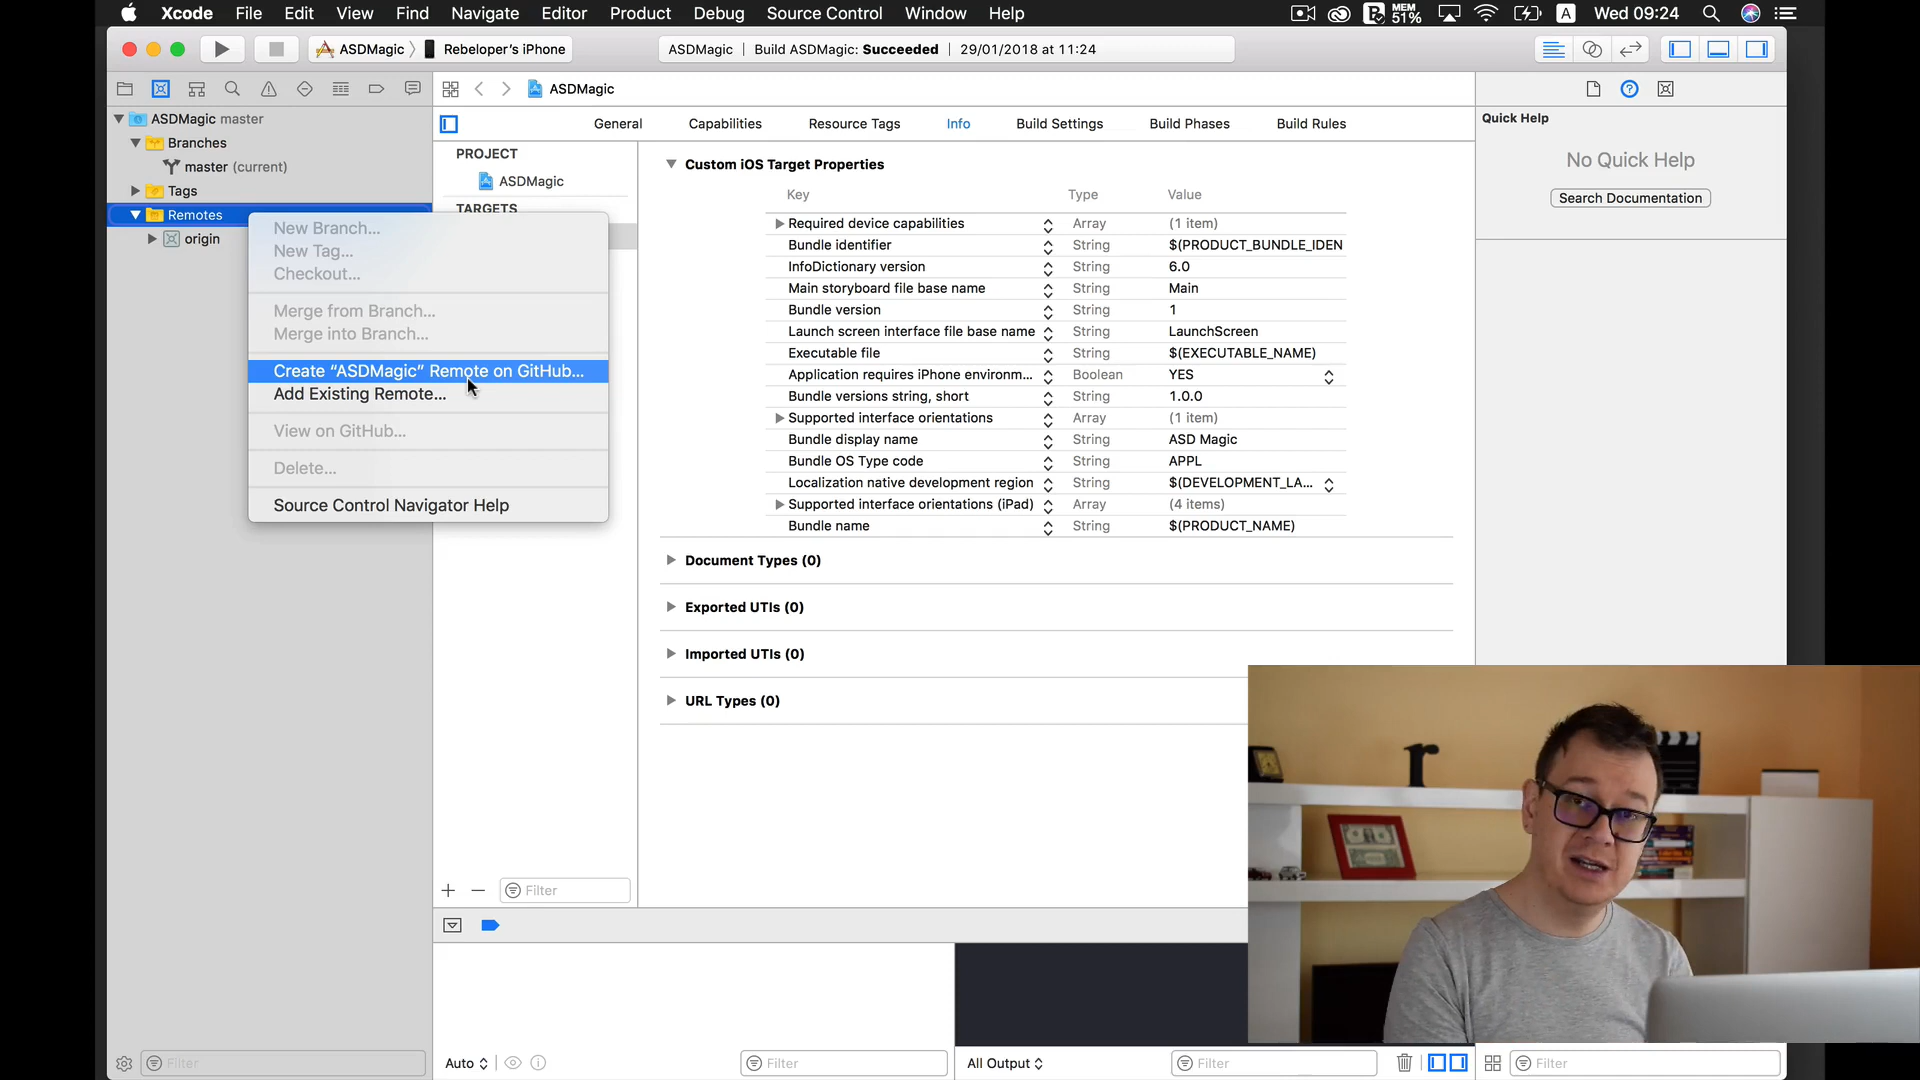 Xcode File Edit View Find Navigate Editor Product Debug Source Control Window Help MEM 51% A Wed 09:24
ASDMagic Rebeloper's iPhone ASDMagic Build ASDMagic: Succeeded 29/01/2018 at 11:24
ASDMagic
ASDMagic master
Branches
master (current)
Tags
Remotes
origin
New Branch...
New Tag...
Checkout...
Merge from Branch...
Merge into Branch...
Create “ASDMagic” Remote on GitHub...
Add Existing Remote...
View on GitHub...
Delete...
Source Control Navigator Help
PROJECT
ASDMagic
TARGETS
General Capabilities Resource Tags Info Build Settings Build Phases Build Rules
Custom iOS Target Properties
Key Type Value
Required device capabilities Array (1 item)
Bundle identifier String $(PRODUCT_BUNDLE_IDEN
InfoDictionary version String 6.0
Main storyboard file base name String Main
Bundle version String 1
Launch screen interface file base name String LaunchScreen
Executable file String $(EXECUTABLE_NAME)
Application requires iPhone environm... Boolean YES
Bundle versions string, short String 1.0.0
Supported interface orientations Array (1 item)
Bundle display name String ASD Magic
Bundle OS Type code String APPL
Localization native development region String $(DEVELOPMENT_LA...
Supported interface orientations (iPad) Array (4 items)
Bundle name String $(PRODUCT_NAME)
Document Types (0)
Exported UTIs (0)
Imported UTIs (0)
URL Types (0)
Quick Help
No Quick Help
Search Documentation
r
Filter
Filter
Auto Filter All Output Filter Filter